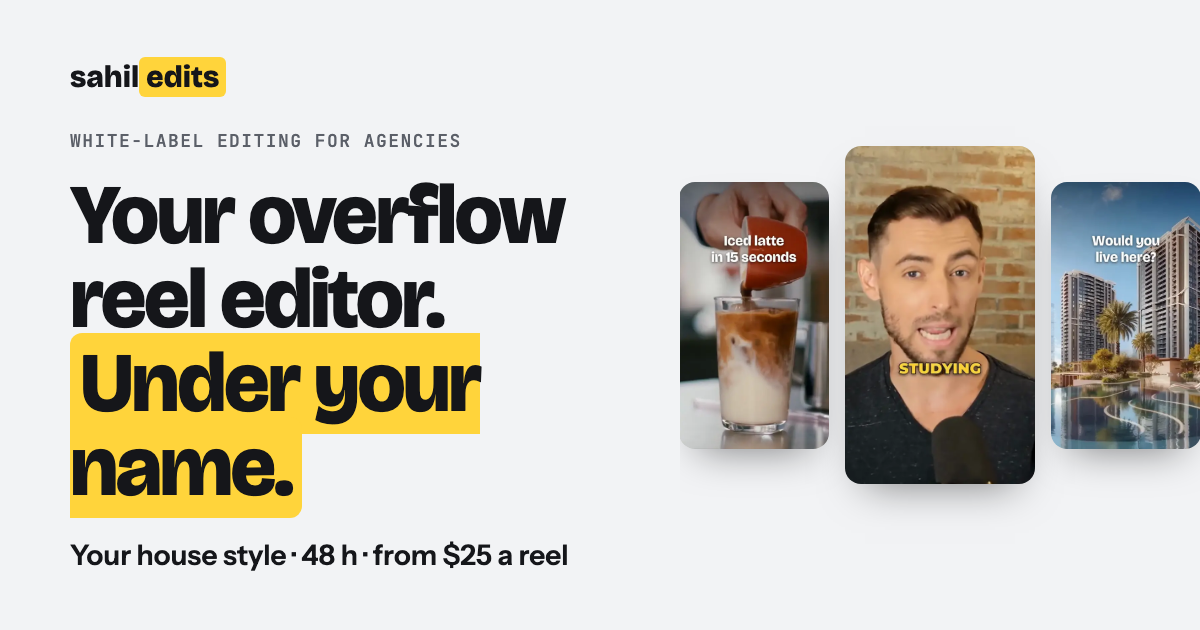 sahil edits
WHITE-LABEL EDITING FOR AGENCIES
Your overflow
reel editor.
Under your
name.
Your house style · 48 h · from $25 a reel
Iced latte
in 15 seconds
STUDYING
Would you
live here?